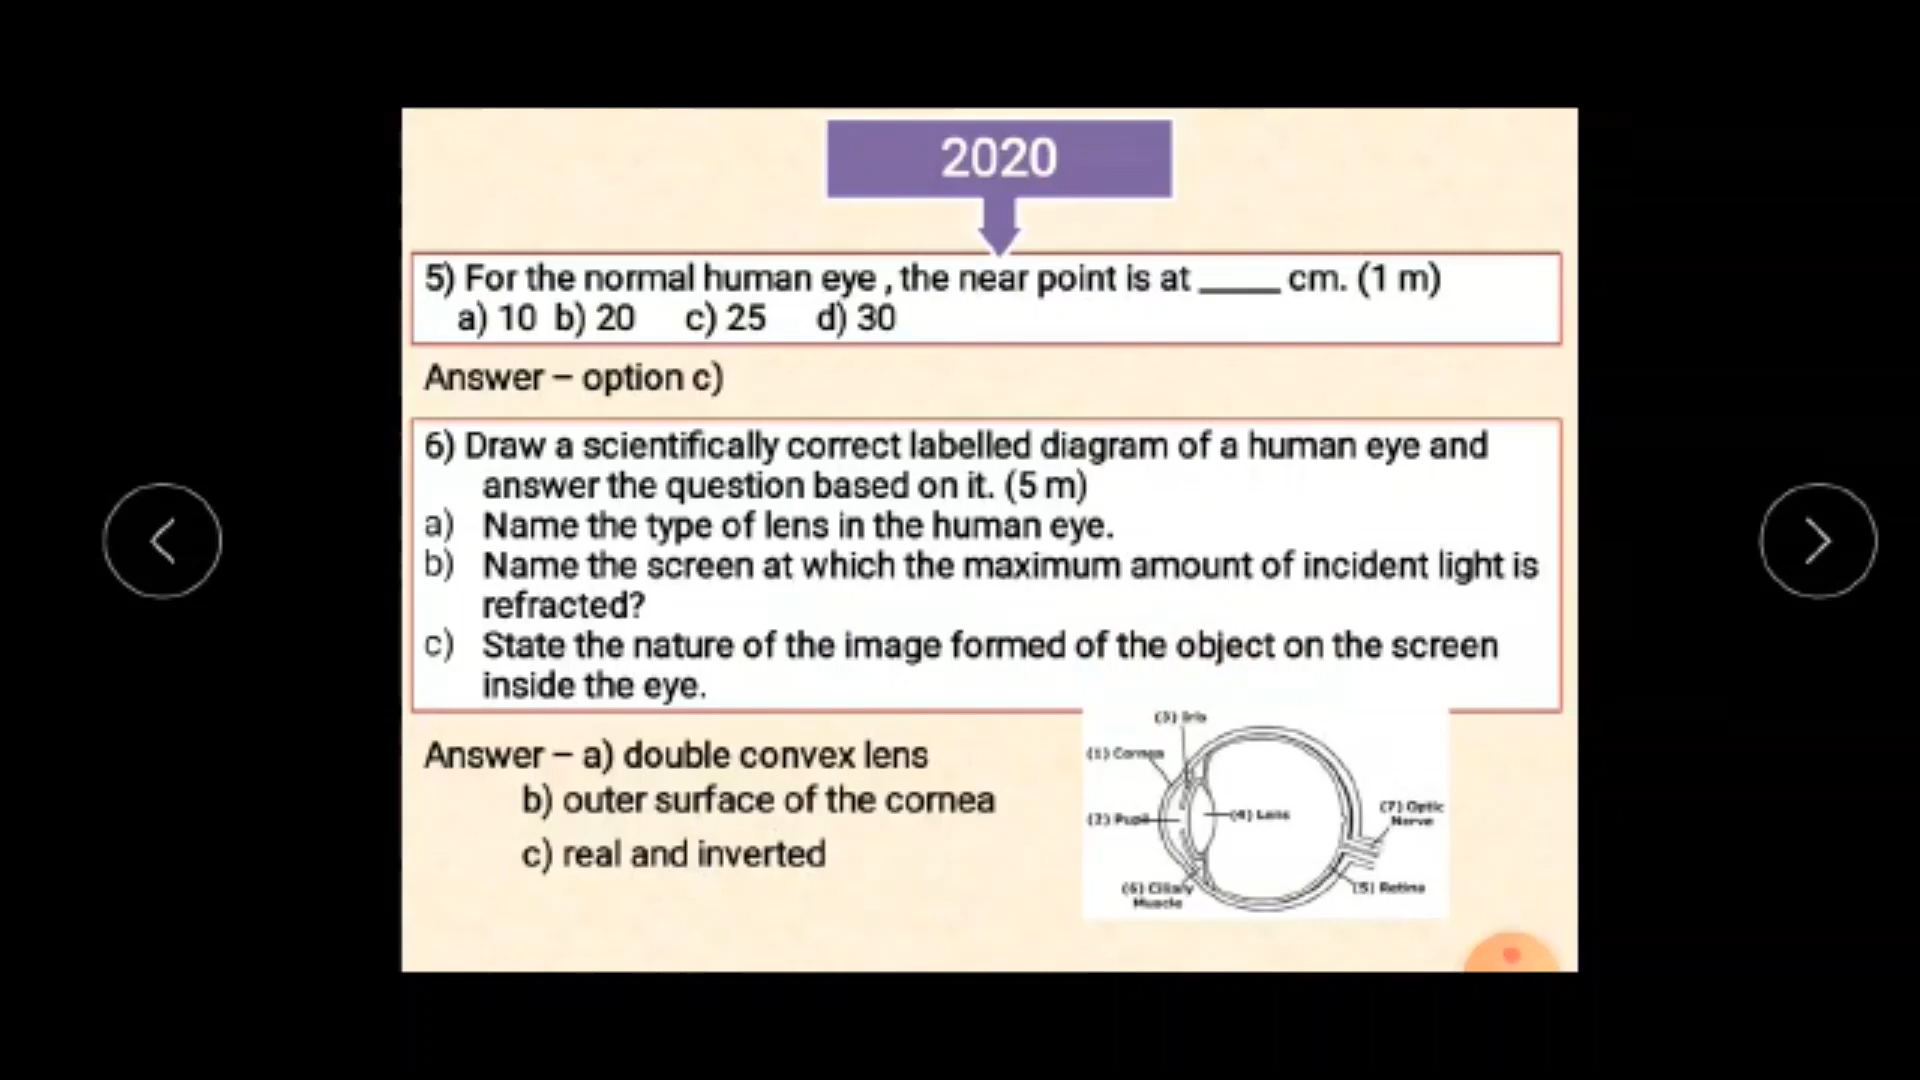 2020
5) For the normal human eye , the near point is at _____ cm. (1 m)
a) 10 b) 20 c) 25 d) 30
Answer – option c)
6) Draw a scientifically correct labelled diagram of a human eye and
answer the question based on it. (5 m)
a) Name the type of lens in the human eye.
b) Name the screen at which the maximum amount of incident light is
refracted?
c) State the nature of the image formed of the object on the screen
inside the eye.
Answer – a) double convex lens
b) outer surface of the cornea
c) real and inverted
(3) Iris
(1) Cornea
(2) Pupil
(4) Lens
(7) Optic
Nerve
(6) Ciliary
Muscle
(5) Retina